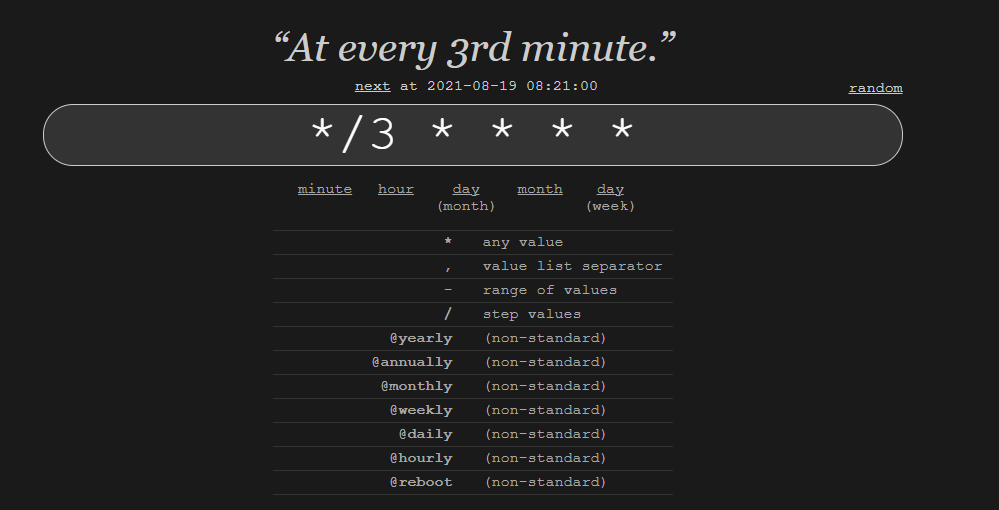 “At every 3rd minute.”
next at 2021-08-19 08:21:00
random
*/3 * * * *
minute hour day month day
(month) (week)
* any value
, value list separator
- range of values
/ step values
@yearly (non-standard)
@annually (non-standard)
@monthly (non-standard)
@weekly (non-standard)
@daily (non-standard)
@hourly (non-standard)
@reboot (non-standard)